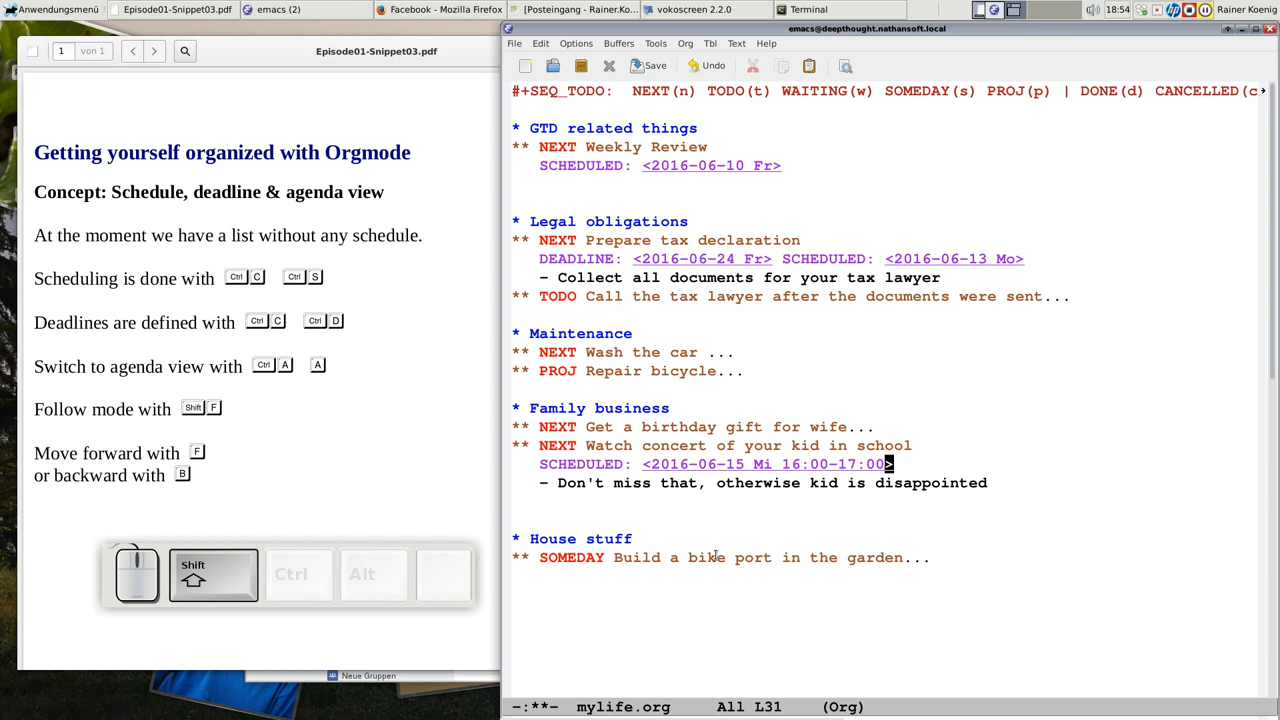 Anwendungsmenü Episode01-Snippet03.pdf emacs (2) Facebook - Mozilla Firefox [Posteingang - Rainer.Ko... vokoscreen 2.2.0 Terminal 18:54 Rainer Koenig
1 von 1 Episode01-Snippet03.pdf
Getting yourself organized with Orgmode
Concept: Schedule, deadline & agenda view
At the moment we have a list without any schedule.
Scheduling is done with Ctrl C Ctrl S
Deadlines are defined with Ctrl C Ctrl D
Switch to agenda view with Ctrl A A
Follow mode with Shift F
Move forward with F
or backward with B
Shift Ctrl Alt
Neue Gruppen
emacs@deepthought.nathansoft.local
File Edit Options Buffers Tools Org Tbl Text Help
Save Undo
#+SEQ_TODO: NEXT(n) TODO(t) WAITING(w) SOMEDAY(s) PROJ(p) | DONE(d) CANCELLED(c
* GTD related things
** NEXT Weekly Review
SCHEDULED: <2016-06-10 Fr>
* Legal obligations
** NEXT Prepare tax declaration
DEADLINE: <2016-06-24 Fr> SCHEDULED: <2016-06-13 Mo>
- Collect all documents for your tax lawyer
** TODO Call the tax lawyer after the documents were sent...
* Maintenance
** NEXT Wash the car ...
** PROJ Repair bicycle...
* Family business
** NEXT Get a birthday gift for wife...
** NEXT Watch concert of your kid in school
SCHEDULED: <2016-06-15 Mi 16:00-17:00>
- Don't miss that, otherwise kid is disappointed
* House stuff
** SOMEDAY Build a bike port in the garden...
-:**- mylife.org All L31 (Org)